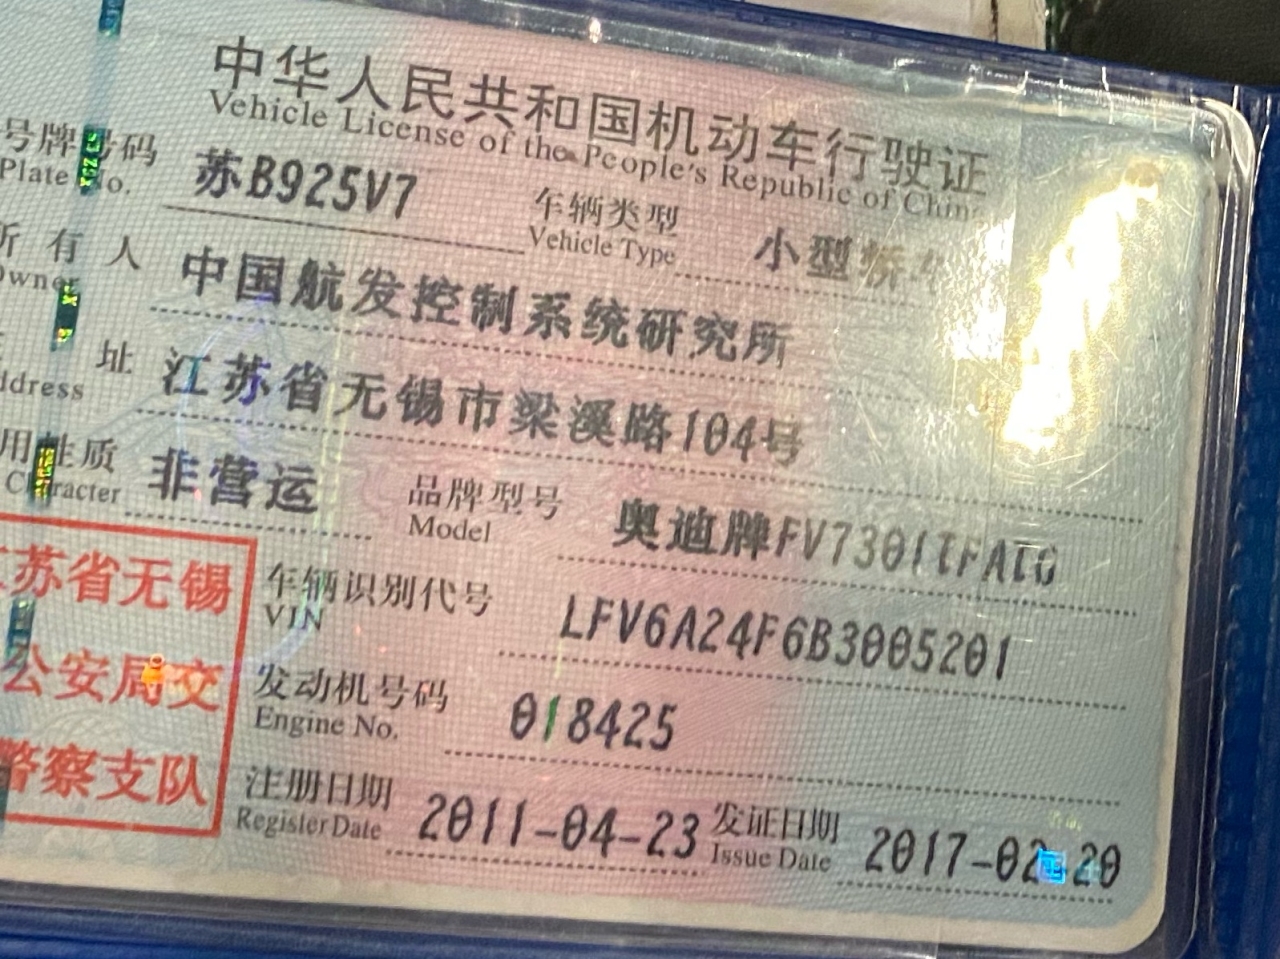 中华人民共和国机动车行驶证
Vehicle License of the People's Republic of China
号牌号码 苏B925V7 车辆类型 小型轿车
Plate No. Vehicle Type
所有人 中国航发控制系统研究所
Owner
址 江苏省无锡市梁溪路104号
Address
用性质 非营运 品牌型号 奥迪牌FV7301TFATG
Character Model
江苏省无锡
公安局交
警察支队
车辆识别代号 LFV6A24F6B3005201
VIN
发动机号码 018425
Engine No.
注册日期 2011-04-23 发证日期 2017-02-20
Register Date Issue Date